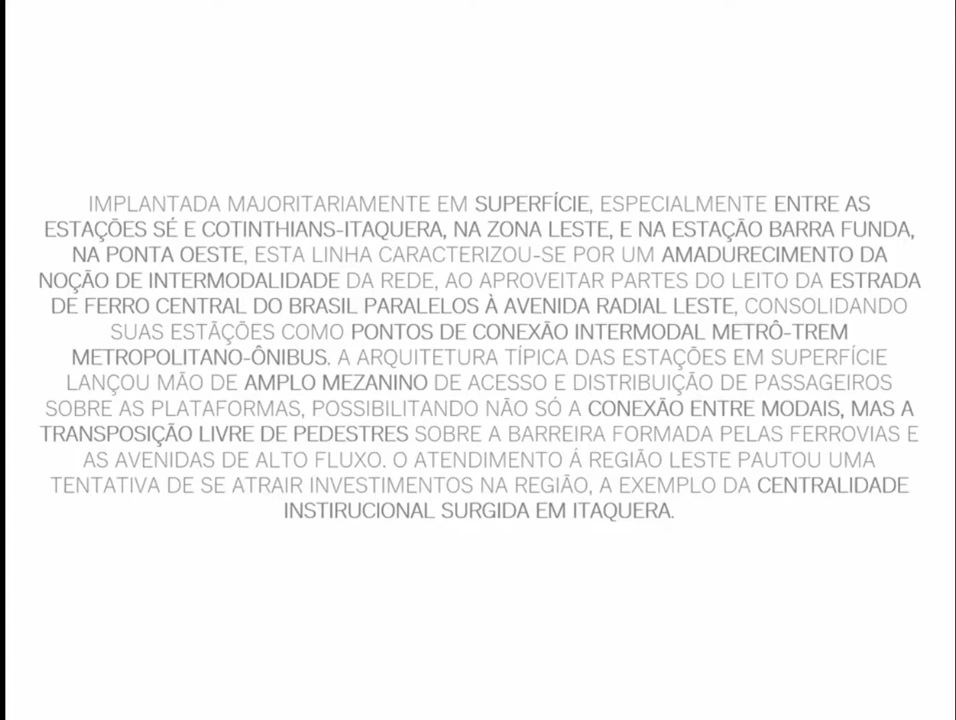 IMPLANTADA MAJORITARIAMENTE EM SUPERFÍCIE, ESPECIALMENTE ENTRE AS
ESTAÇÕES SÉ E COTINTHIANS-ITAQUERA, NA ZONA LESTE, E NA ESTAÇÃO BARRA FUNDA,
NA PONTA OESTE, ESTA LINHA CARACTERIZOU-SE POR UM AMADURECIMENTO DA
NOÇÃO DE INTERMODALIDADE DA REDE, AO APROVEITAR PARTES DO LEITO DA ESTRADA
DE FERRO CENTRAL DO BRASIL PARALELOS À AVENIDA RADIAL LESTE, CONSOLIDANDO
SUAS ESTÃÇÕES COMO PONTOS DE CONEXÃO INTERMODAL METRÔ-TREM
METROPOLITANO-ÔNIBUS. A ARQUITETURA TÍPICA DAS ESTAÇÕES EM SUPERFÍCIE
LANÇOU MÃO DE AMPLO MEZANINO DE ACESSO E DISTRIBUIÇÃO DE PASSAGEIROS
SOBRE AS PLATAFORMAS, POSSIBILITANDO NÃO SÓ A CONEXÃO ENTRE MODAIS, MAS A
TRANSPOSIÇÃO LIVRE DE PEDESTRES SOBRE A BARREIRA FORMADA PELAS FERROVIAS E
AS AVENIDAS DE ALTO FLUXO. O ATENDIMENTO Á REGIÃO LESTE PAUTOU UMA
TENTATIVA DE SE ATRAIR INVESTIMENTOS NA REGIÃO, A EXEMPLO DA CENTRALIDADE
INSTIRUCIONAL SURGIDA EM ITAQUERA.